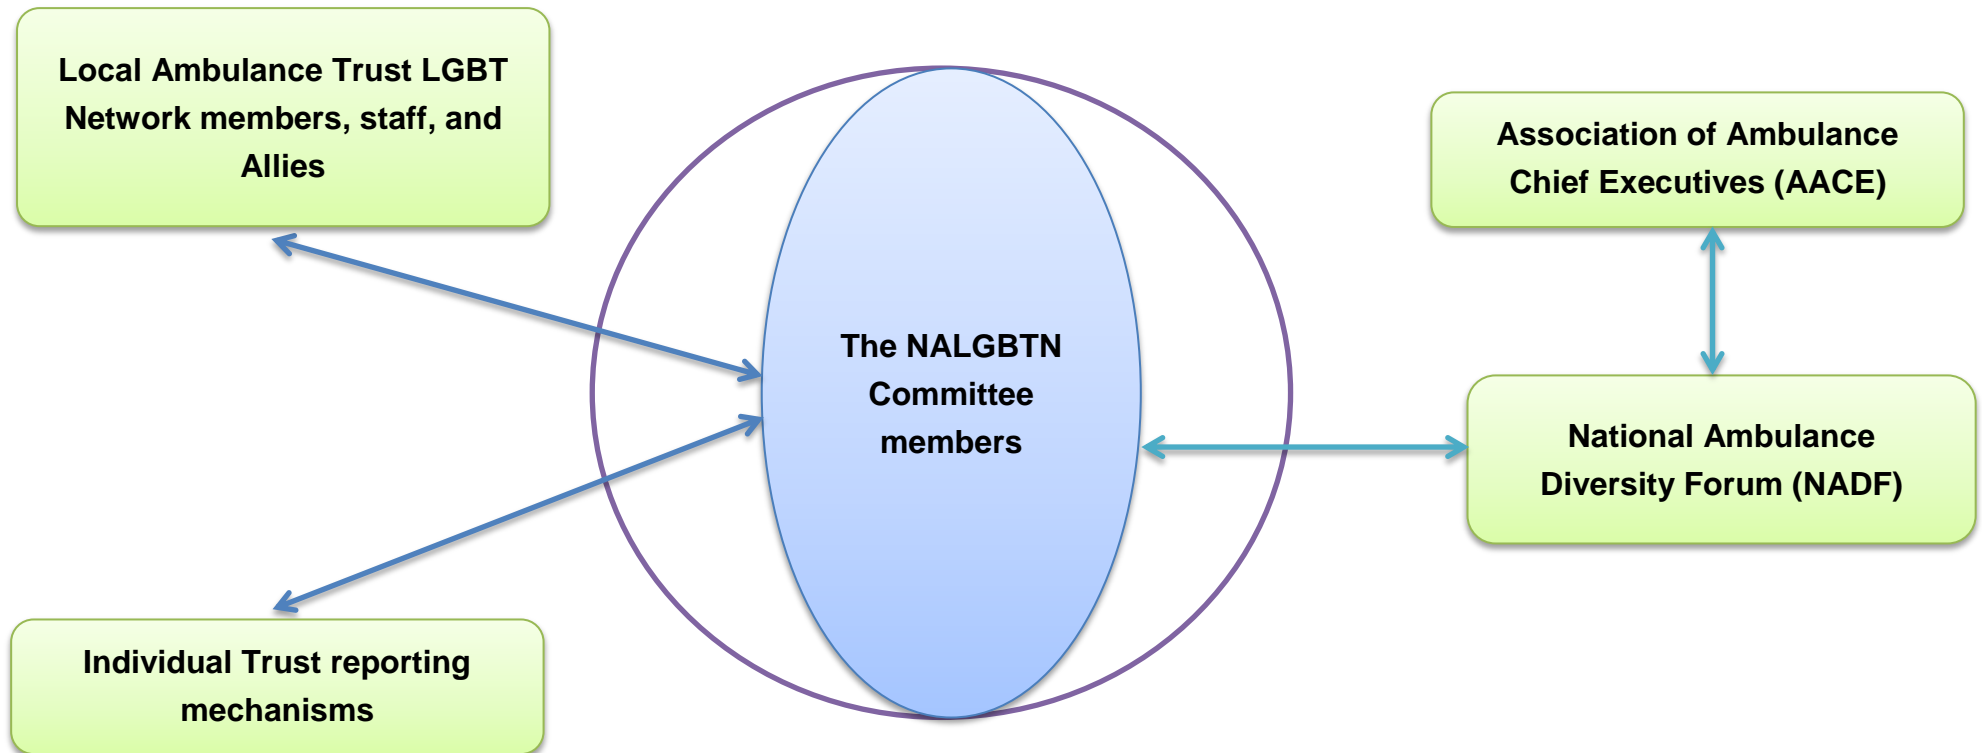 Local Ambulance Trust LGBT
Network members, staff, and
Allies
Association of Ambulance
Chief Executives (AACE)
The NALGBTN
Committee
members
National Ambulance
Diversity Forum (NADF)
Individual Trust reporting
mechanisms